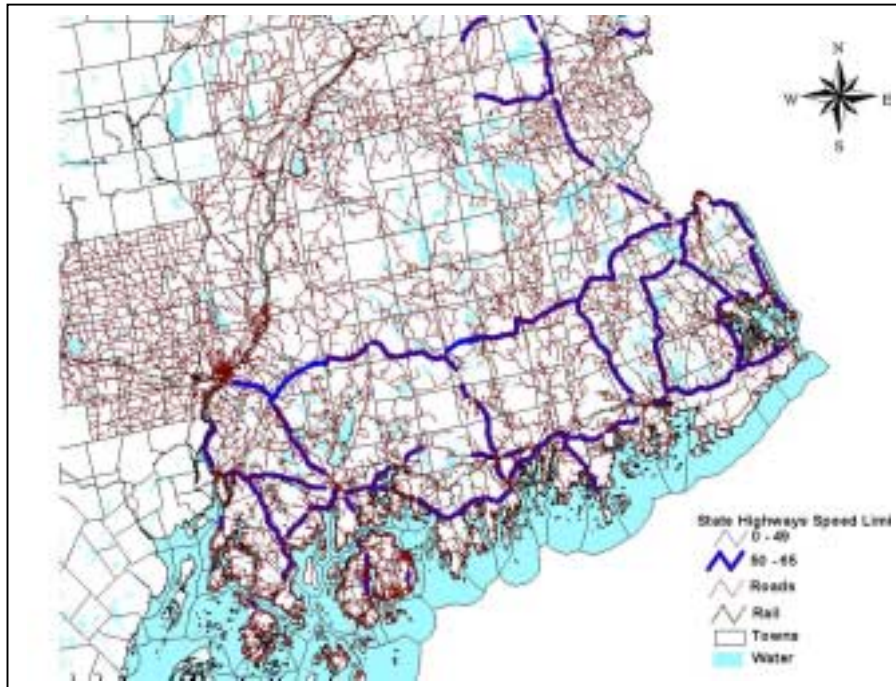 N
W E
S
State Highways Speed Limi
0 - 49
50 - 65
Roads
Rail
Towns
Water